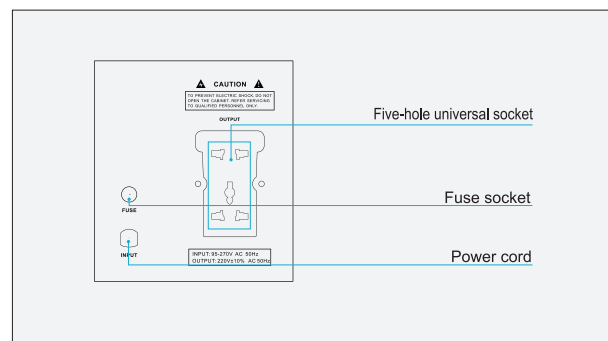 CAUTION
TO PREVENT ELECTRIC SHOCK, DO NOT
OPEN THE CABINET. REFER SERVICING
TO QUALIFIED PERSONNEL ONLY.
OUTPUT
Five-hole universal socket
FUSE
Fuse socket
INPUT
INPUT: 95-270V AC 50Hz
OUTPUT: 220V±10% AC 50Hz
Power cord